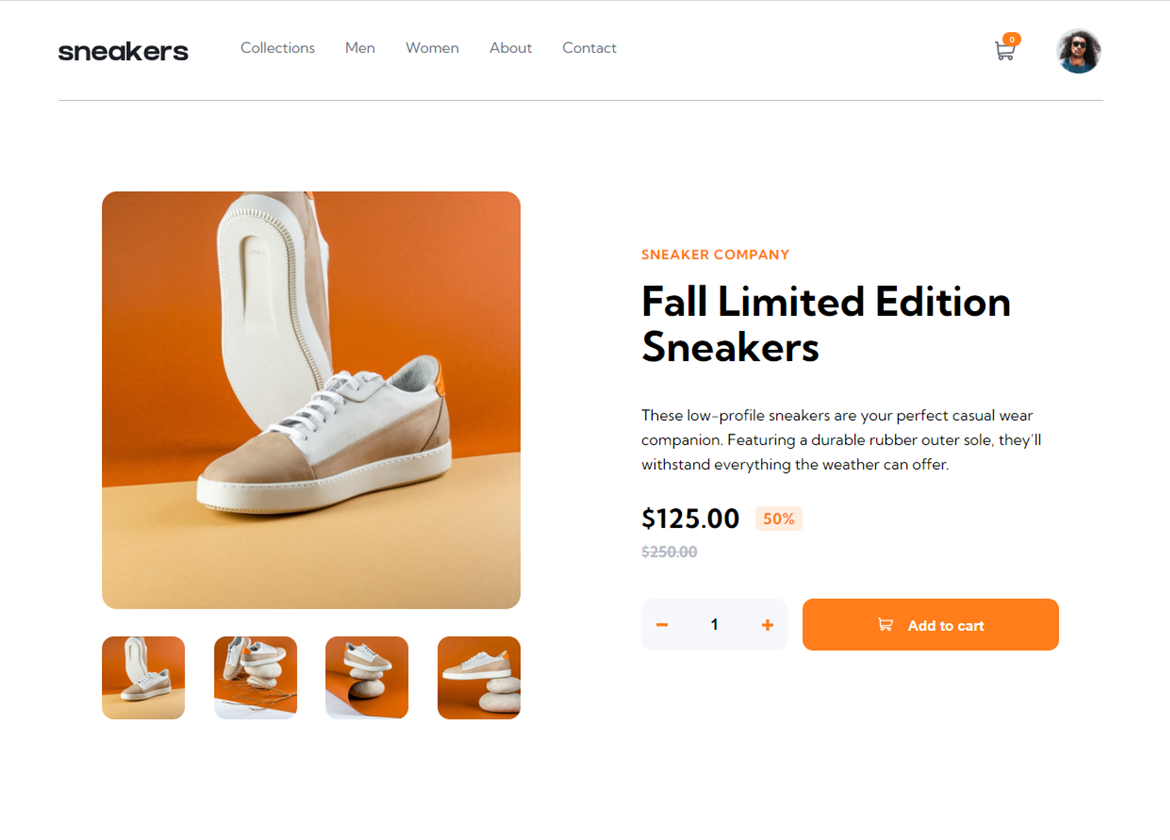 sneakers
Collections Men Women About Contact
0
SNEAKER COMPANY
Fall Limited Edition
Sneakers
These low-profile sneakers are your perfect casual wear
companion. Featuring a durable rubber outer sole, they'll
withstand everything the weather can offer.
$125.00 50%
$250.00
1 Add to cart